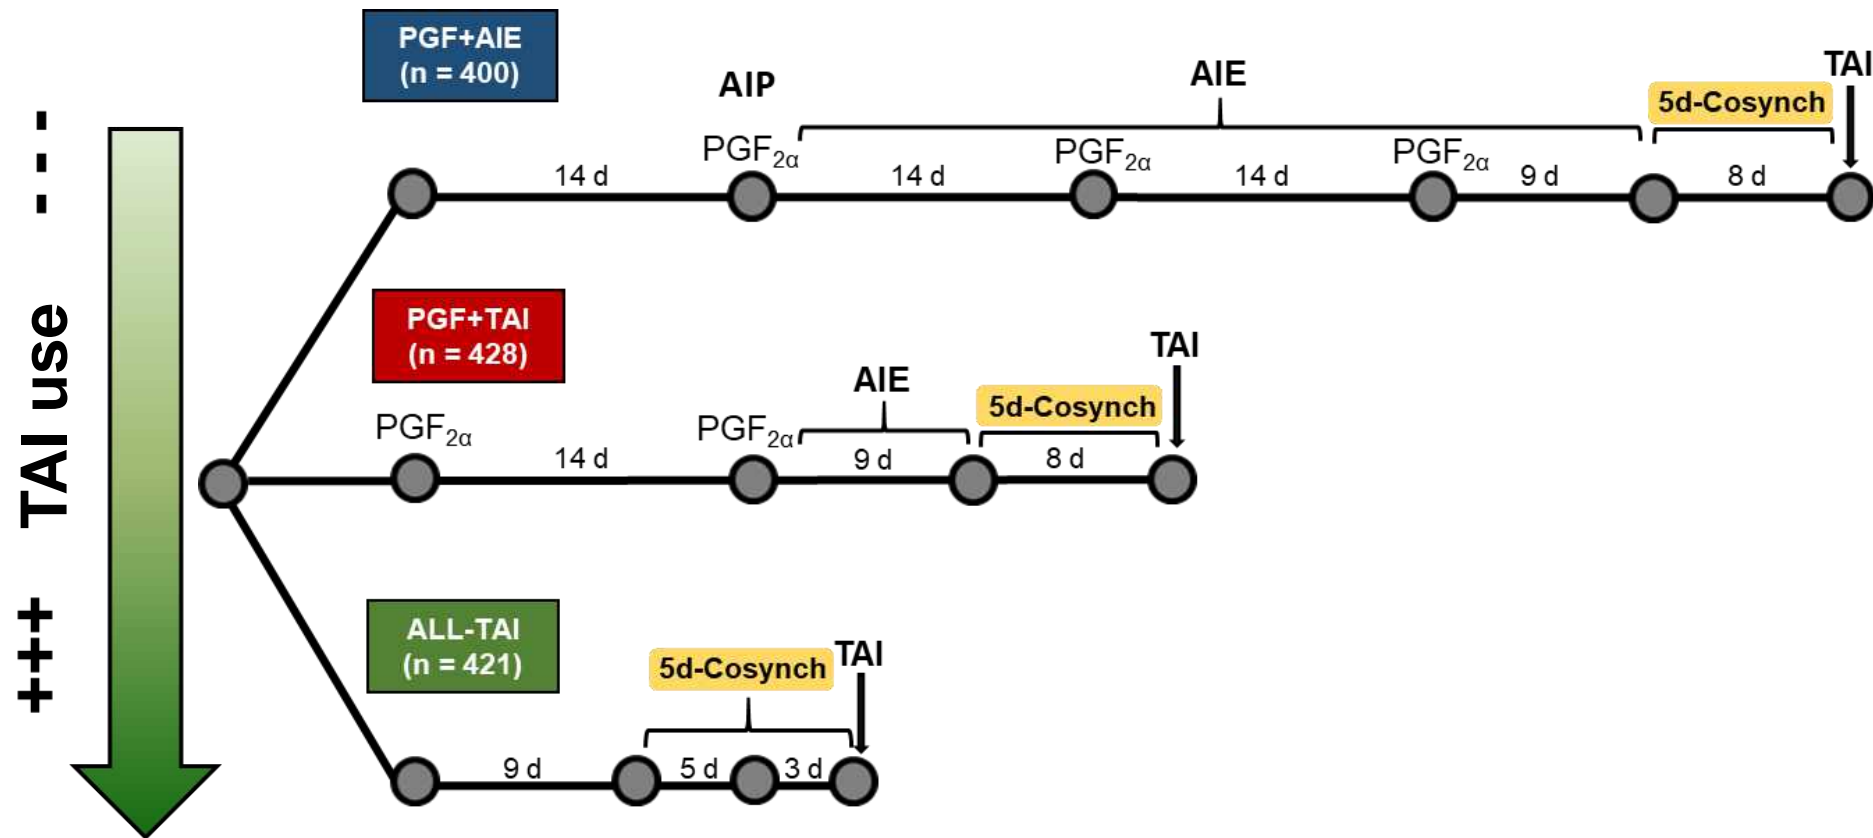 PGF+AIE
(n = 400)
AIP
AIE
TAI
5d-Cosynch
PGF2α
PGF2α
PGF2α
14 d
14 d
14 d
9 d
8 d
--- TAI use +++
PGF+TAI
(n = 428)
TAI
AIE
5d-Cosynch
PGF2α
PGF2α
14 d
9 d
8 d
ALL-TAI
(n = 421)
5d-Cosynch
TAI
9 d
5 d
3 d